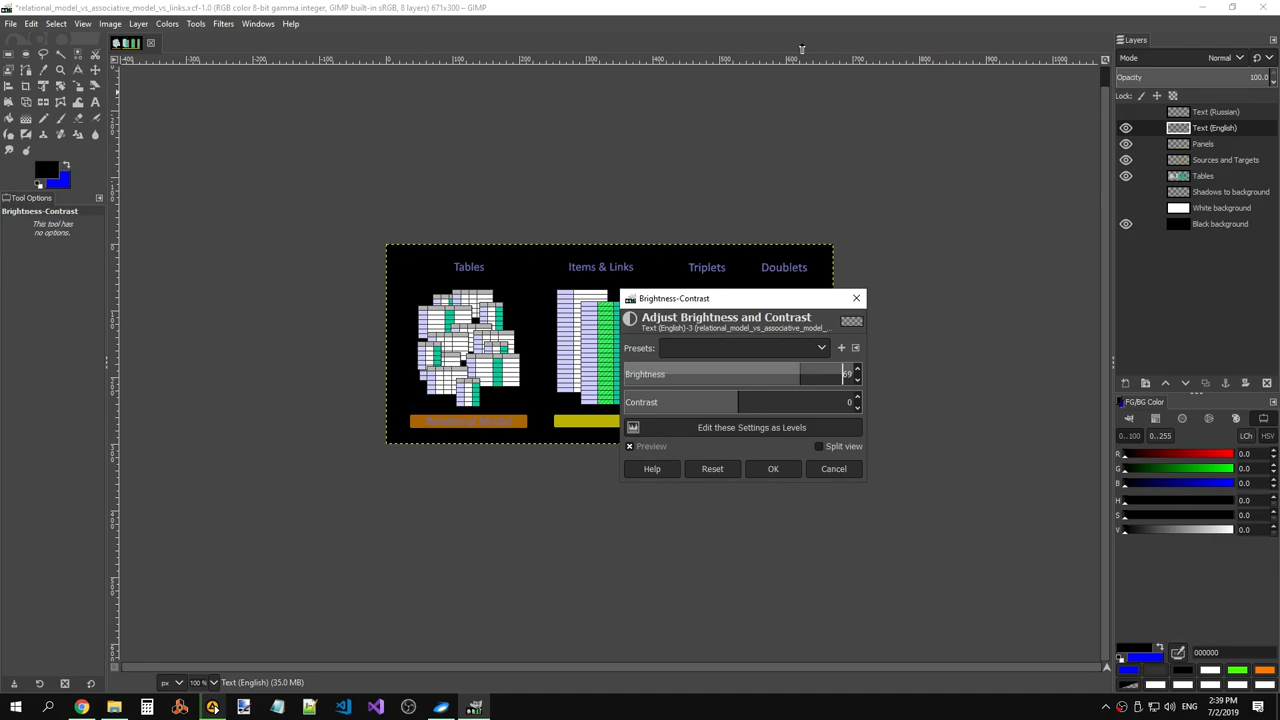 *relational_model_vs_associative_model_vs_links.xcf-1.0 (RGB color 8-bit gamma integer, GIMP built-in sRGB, 8 layers) 671x300 – GIMP
File Edit Select View Image Layer Colors Tools Filters Windows Help
Layers
Mode Normal
Opacity 100.0
Lock:
Text (Russian)
Text (English)
Panels
Sources and Targets
Tables
Shadows to background
White background
Black background
Tool Options
Brightness-Contrast
This tool has
no options.
Tables Items & Links Triplets Doublets
Relational Model
Brightness-Contrast
Adjust Brightness and Contrast
Text (English)-3 (relational_model_vs_associative_model_...
Presets:
Brightness 69
Contrast 0
Edit these Settings as Levels
Preview Split view
Help Reset OK Cancel
FG/BG Color
0..100 0..255 LCh HSV
R 0.0
G 0.0
B 0.0
H 0.0
S 0.0
V 0.0
000000
px 100 % Text (English) (35.0 MB)
ENG
2:39 PM
7/2/2019